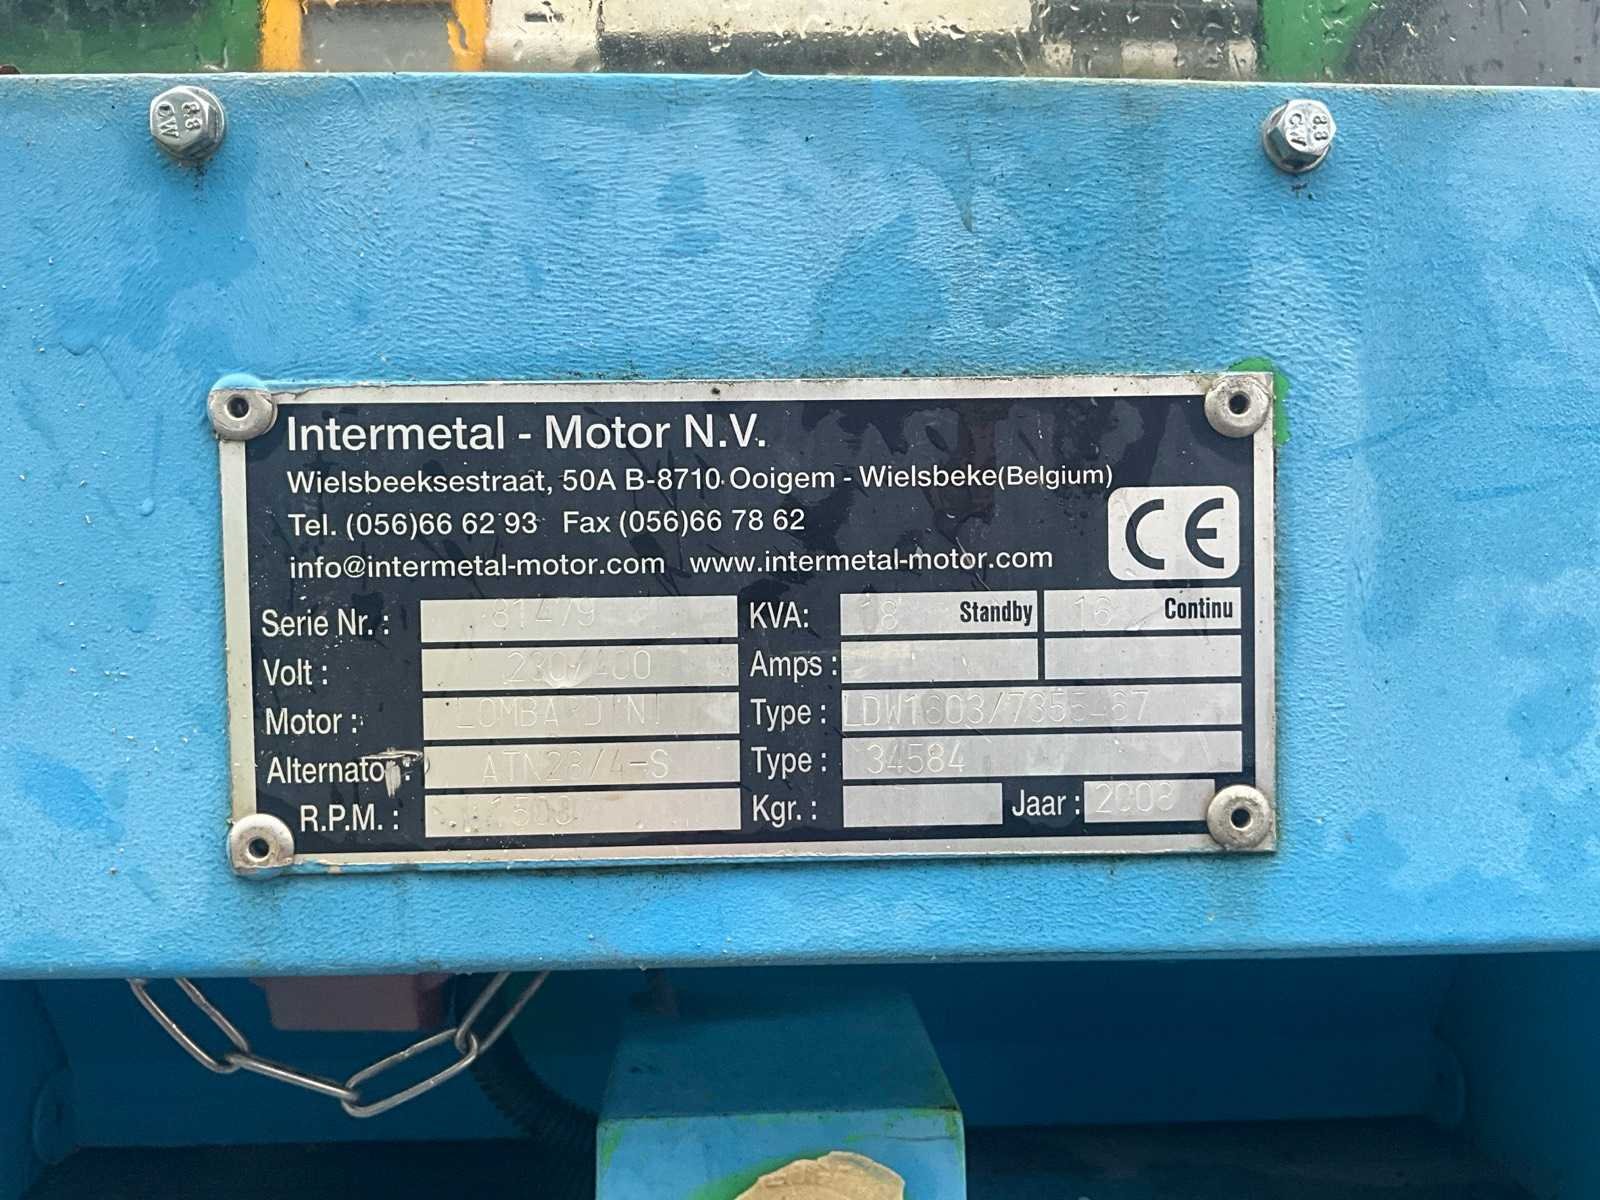 8.8
CW
8.8
CW
Intermetal - Motor N.V.
Wielsbeeksestraat, 50A B-8710 Ooigem - Wielsbeke(Belgium)
Tel. (056)66 62 93 Fax (056)66 78 62
info@intermetal-motor.com www.intermetal-motor.com
CE
Serie Nr. : 81479 KVA: 18 Standby 16 Continu
Volt : 230/400 Amps :
Motor : LOMBARDINI Type :
Alternator : ATN28/4-S Type : 34584
R.P.M. : 1500 Kgr. : Jaar : 2008